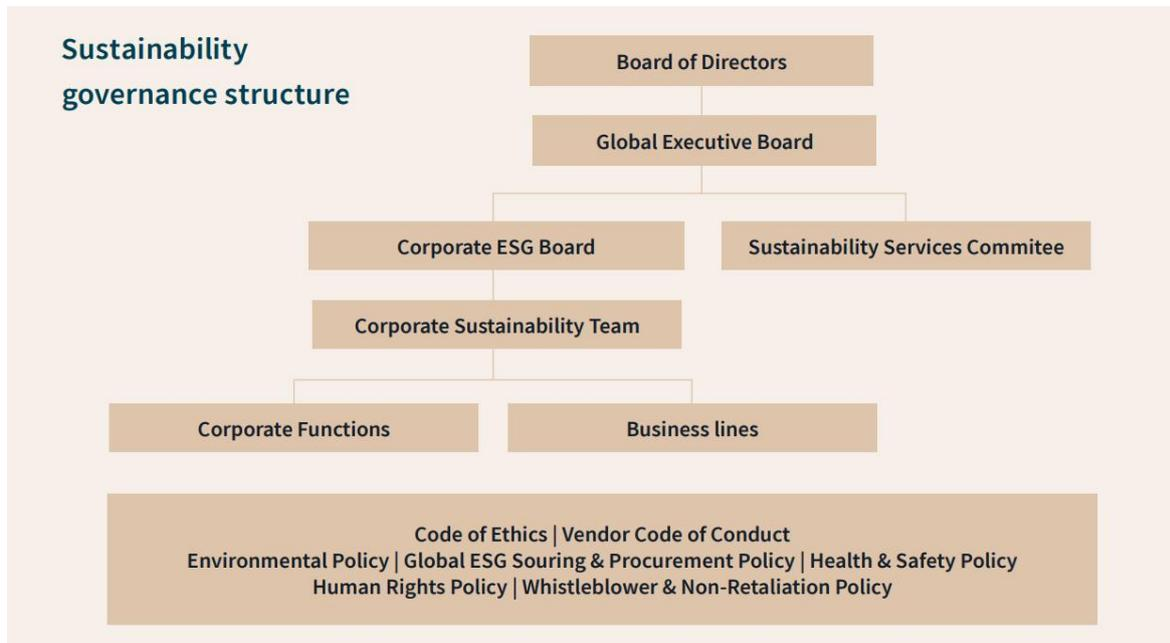 Sustainability
governance structure
Board of Directors
Global Executive Board
Corporate ESG Board
Sustainability Services Commitee
Corporate Sustainability Team
Corporate Functions
Business lines
Code of Ethics | Vendor Code of Conduct
Environmental Policy | Global ESG Souring & Procurement Policy | Health & Safety Policy
Human Rights Policy | Whistleblower & Non-Retaliation Policy